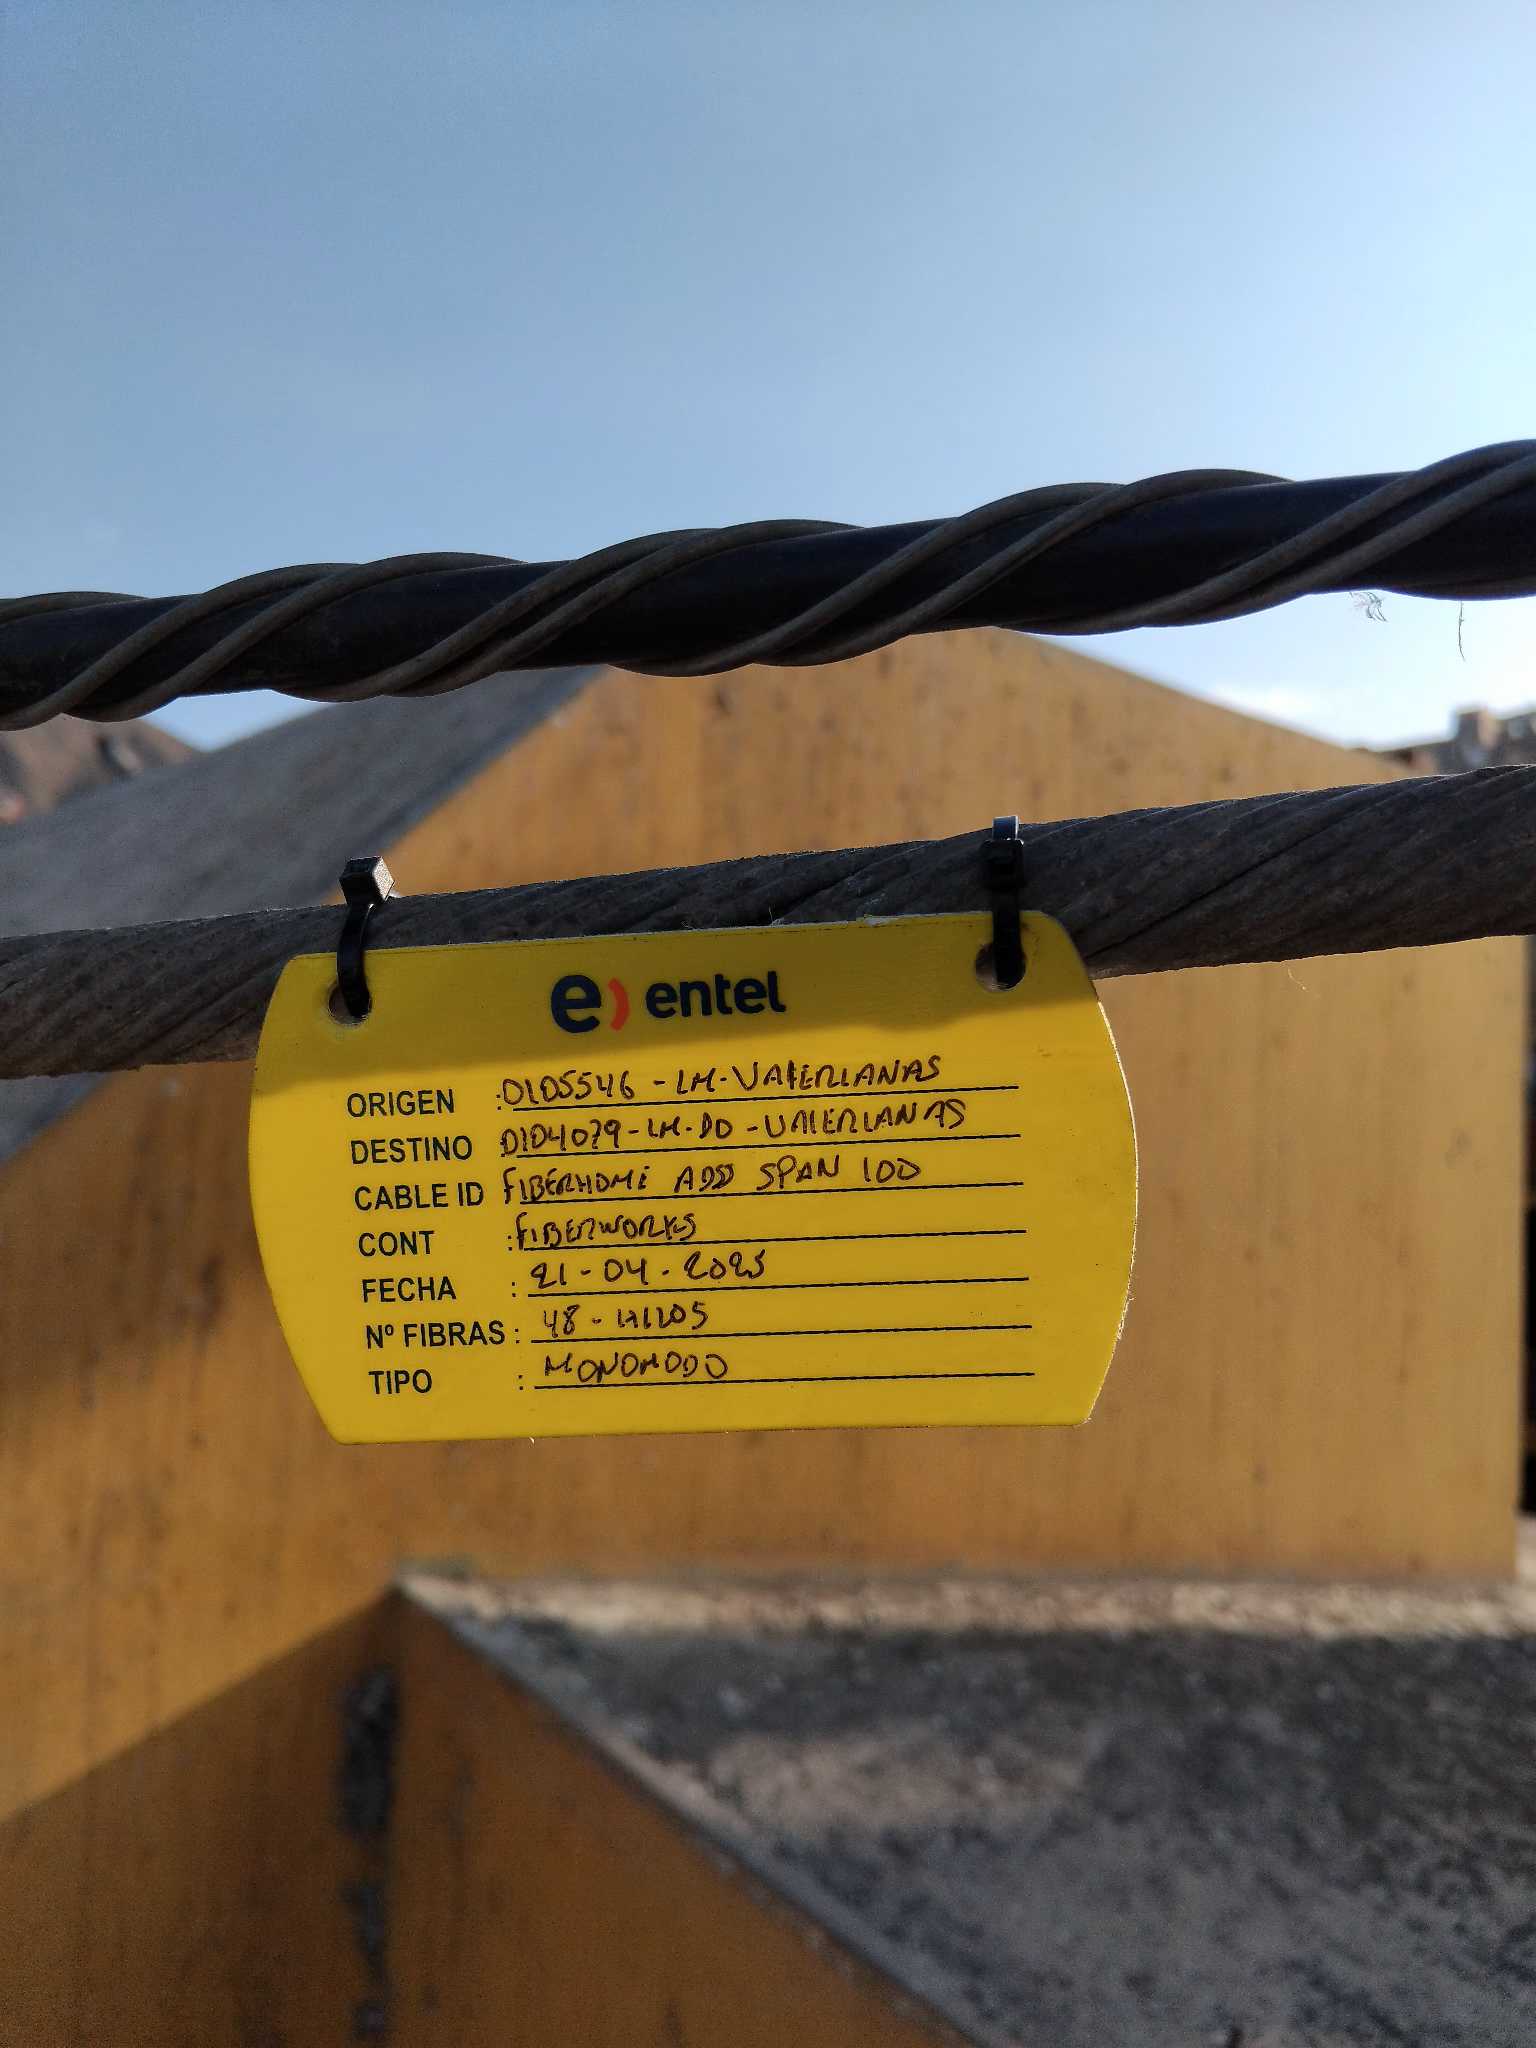 e) entel
ORIGEN : 0105546 - LM - VALERIANAS
DESTINO 0104079 - LM - DO - VALERIANAS
CABLE ID FIBERHOME ADSS SPAN 100
CONT : FIBERWORKS
FECHA : 21 - 04 - 2025
Nº FIBRAS : 48 - HILOS
TIPO : MONOMODO